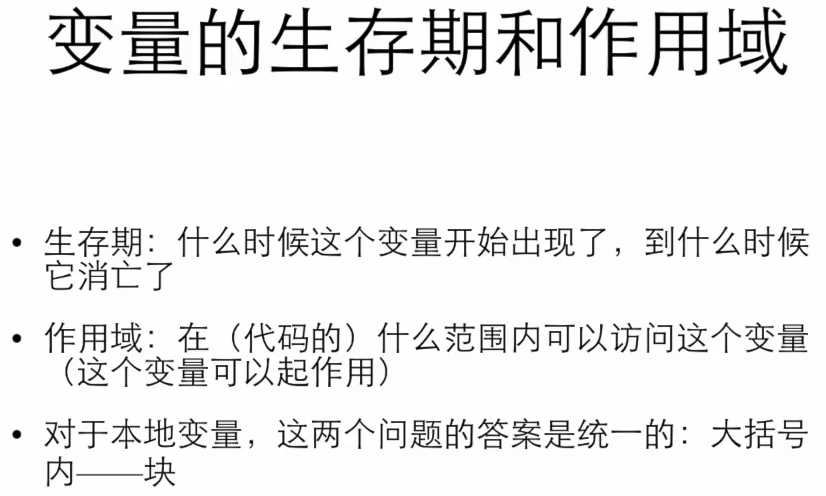 变量的生存期和作用域
• 生存期：什么时候这个变量开始出现了，到什么时候
它消亡了
• 作用域：在（代码的）什么范围内可以访问这个变量
（这个变量可以起作用）
• 对于本地变量，这两个问题的答案是统一的：大括号
内——块